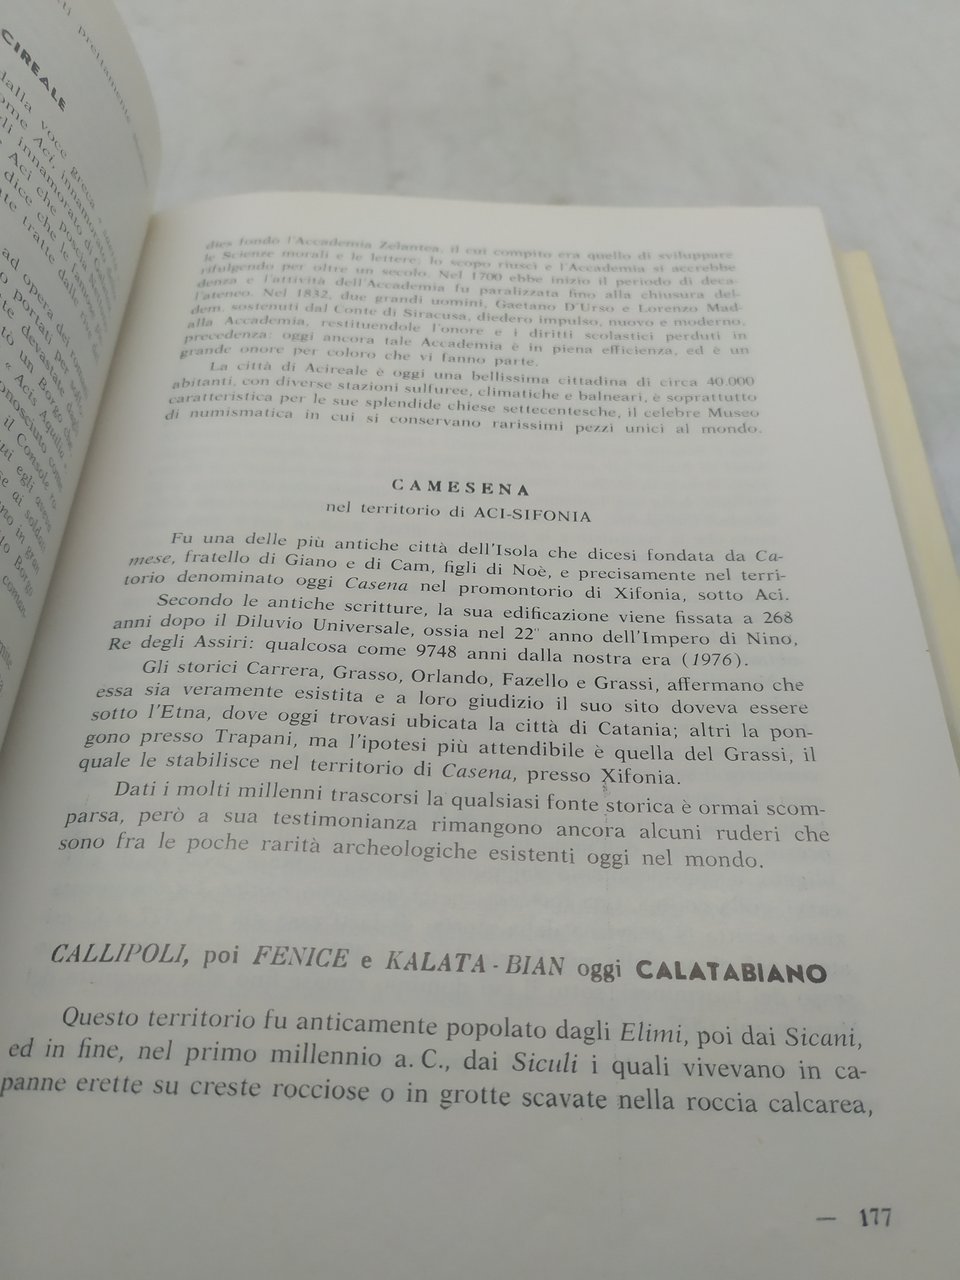 CIREALE
dalla voce greca
ome Aci, innamorato
dies fondo l'Accademia Zelantea, il cui compito era quello di sviluppare
le Scienze morali e le lettere; lo scopo riuscì e l'Accademia si accrebbe
rifulgendo per oltre un secolo. Nel 1700 ebbe inizio il periodo di deca-
denza e l'attività dell'Accademia fu paralizzata fino alla chiusura del-
l'ateneo. Nel 1832, due grandi uomini, Gaetano D'Urso e Lorenzo Mad-
dem, sostenuti dal Conte di Siracusa, diedero impulso, nuovo e moderno,
alla Accademia, restituendole l'onore e i diritti scolastici perduti in
precedenza; oggi ancora tale Accademia è in piena efficienza, ed è un
grande onore per coloro che vi fanno parte.
La città di Acireale è oggi una bellissima cittadina di circa 40.000
abitanti, con diverse stazioni sulfuree, climatiche e balneari, è soprattutto
caratteristica per le sue splendide chiese settecentesche, il celebre Museo
di numismatica in cui si conservano rarissimi pezzi unici al mondo.
CAMESENA
nel territorio di ACI-SIFONIA
Fu una delle più antiche città dell'Isola che dicesi fondata da Ca-
mese, fratello di Giano e di Cam, figli di Noè, e precisamente nel terri-
torio denominato oggi Casena nel promontorio di Xifonia, sotto Aci.
Secondo le antiche scritture, la sua edificazione viene fissata a 268
anni dopo il Diluvio Universale, ossia nel 22° anno dell'Impero di Nino,
Re degli Assiri: qualcosa come 9748 anni dalla nostra era (1976).
Gli storici Carrera, Grasso, Orlando, Fazello e Grassi, affermano che
essa sia veramente esistita e a loro giudizio il suo sito doveva essere
sotto l'Etna, dove oggi trovasi ubicata la città di Catania; altri la pon-
gono presso Trapani, ma l'ipotesi più attendibile è quella del Grassi, il
quale le stabilisce nel territorio di Casena, presso Xifonia.
Dati i molti millenni trascorsi la qualsiasi fonte storica è ormai scom-
parsa, però a sua testimonianza rimangono ancora alcuni ruderi che
sono fra le poche rarità archeologiche esistenti oggi nel mondo.
CALLIPOLI, poi FENICE e KALATA-BIAN oggi CALATABIANO
Questo territorio fu anticamente popolato dagli Elimi, poi dai Sicani,
ed in fine, nel primo millennio a. C., dai Siculi i quali vivevano in ca-
panne erette su creste rocciose o in grotte scavate nella roccia calcarea,
— 177